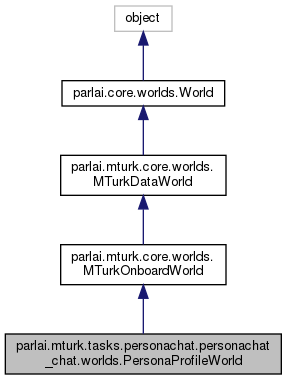 object
parlai.core.worlds.World
parlai.mturk.core.worlds.
MTurkDataWorld
parlai.mturk.core.worlds.
MTurkOnboardWorld
parlai.mturk.tasks.personachat.personachat
_chat.worlds.PersonaProfileWorld